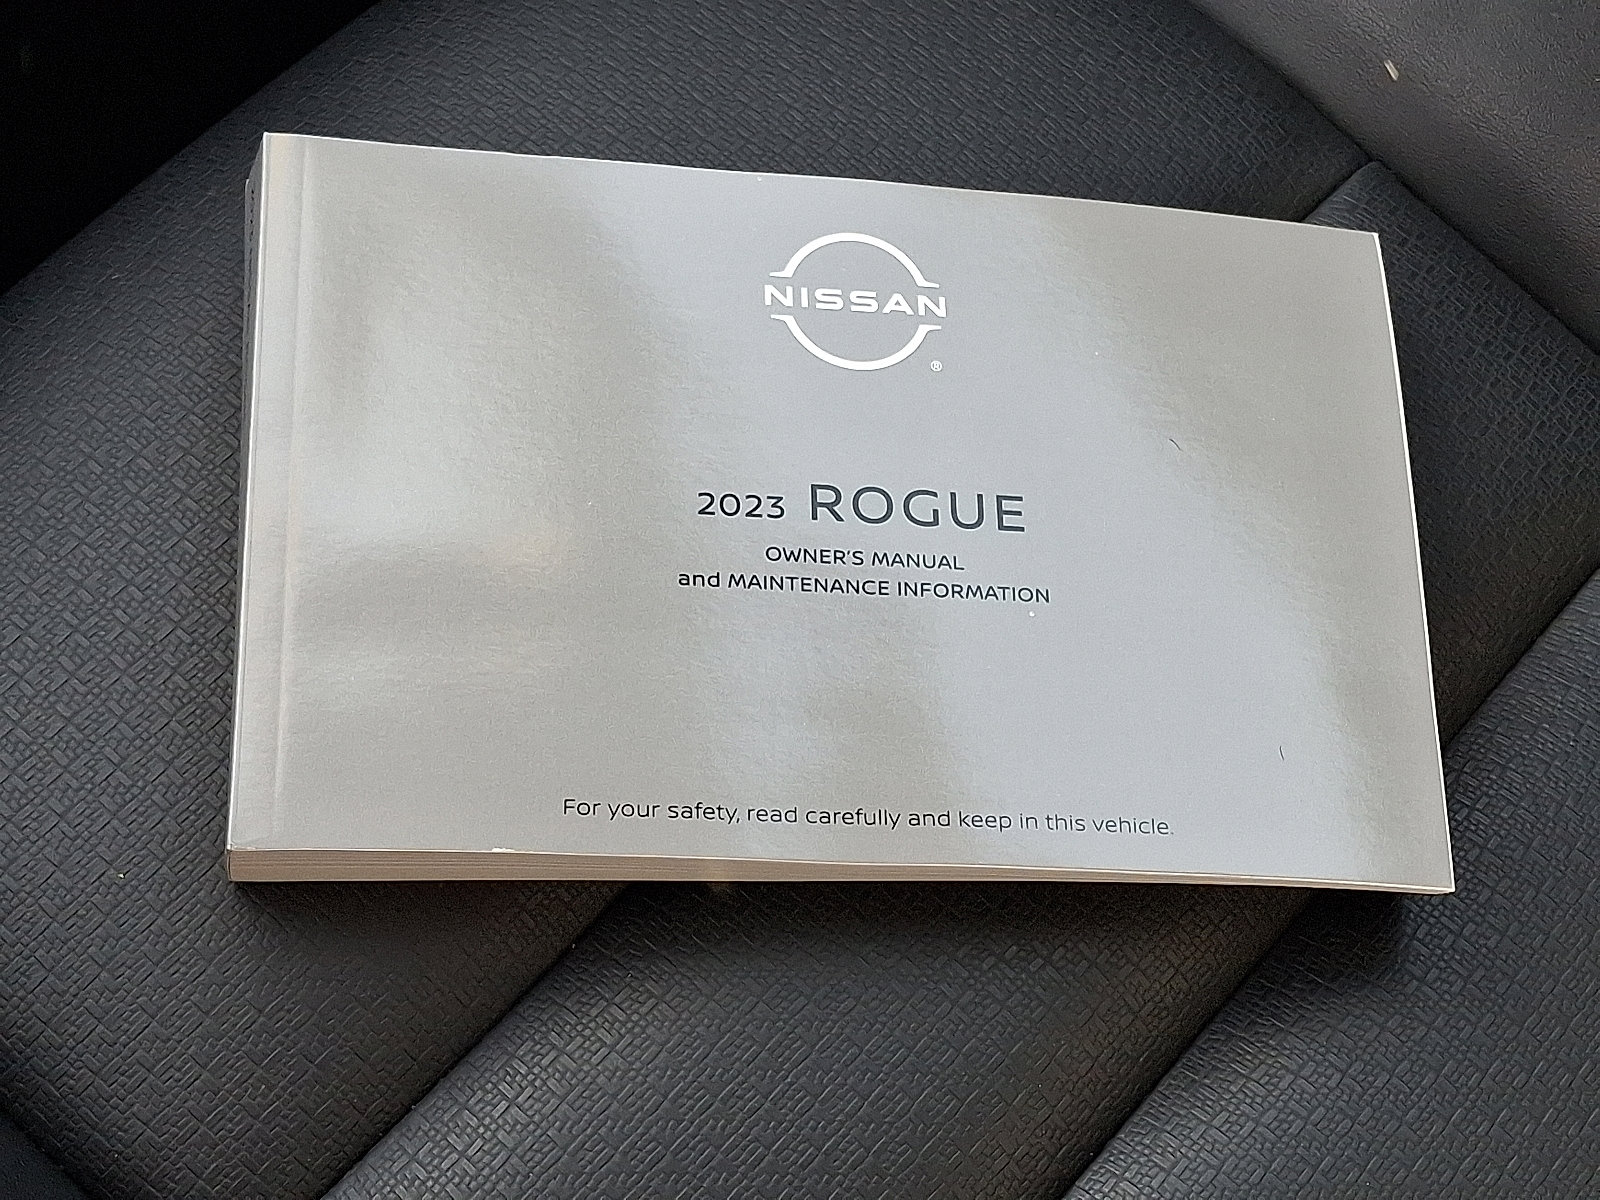 NISSAN
®
2023 ROGUE
OWNER'S MANUAL
and MAINTENANCE INFORMATION
For your safety, read carefully and keep in this vehicle.